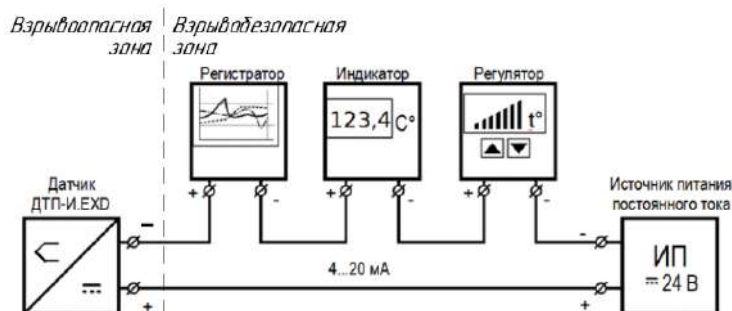 Взрывоопасная
зона
Взрывобезопасная
зона
Регистратор
Индикатор
Регулятор
123,4 С°
t°
+ -
+ -
+ -
Датчик
ДТП-И.EXD
Источник питания
постоянного тока
–
-
ИП
= 24 В
4...20 мА
+
+